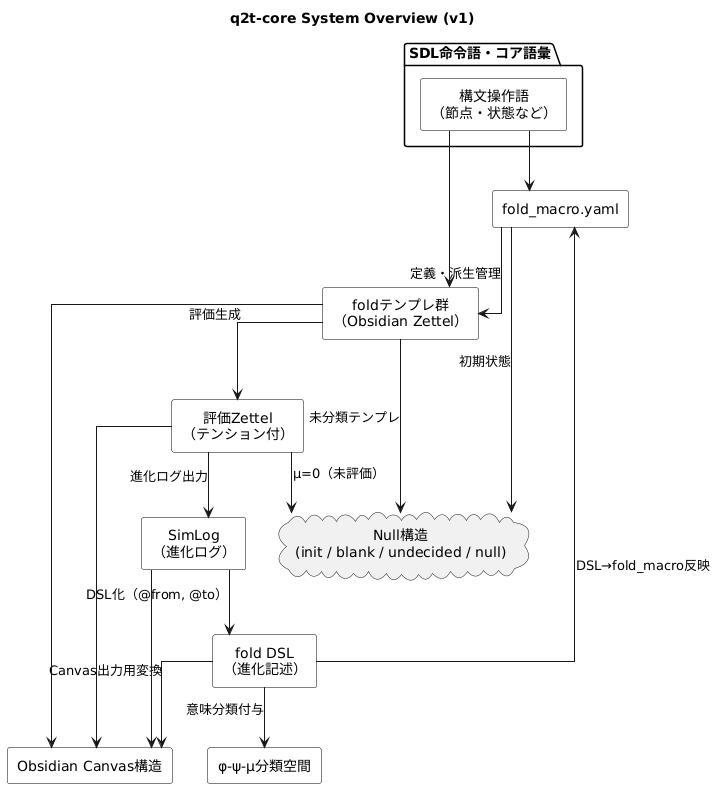 q2t-core System Overview (v1)
SDL命令語・コア語彙
構文操作語
（節点・状態など）
fold_macro.yaml
定義・派生管理
foldテンプレ群
（Obsidian Zettel）
評価生成
初期状態
評価Zettel
（テンション付）
未分類テンプレ
進化ログ出力
μ=0（未評価）
SimLog
（進化ログ）
Null構造
(init / blank / undecided / null)
DSL→fold_macro反映
DSL化（@from, @to）
fold DSL
（進化記述）
Canvas出力用変換
意味分類付与
Obsidian Canvas構造
φ-ψ-μ分類空間